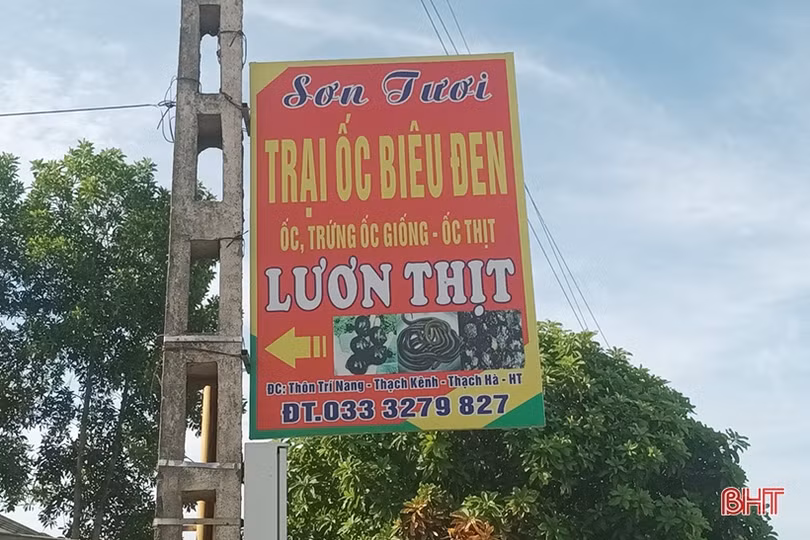 Sơn Tươi
TRẠI ỐC BIÊU ĐEN
ỐC, TRỨNG ỐC GIỐNG - ỐC THỊT
LƯƠN THỊT
ĐC: Thôn Trí Nang - Thạch Kênh - Thạch Hà - HT
ĐT.033 3279 827
BHT